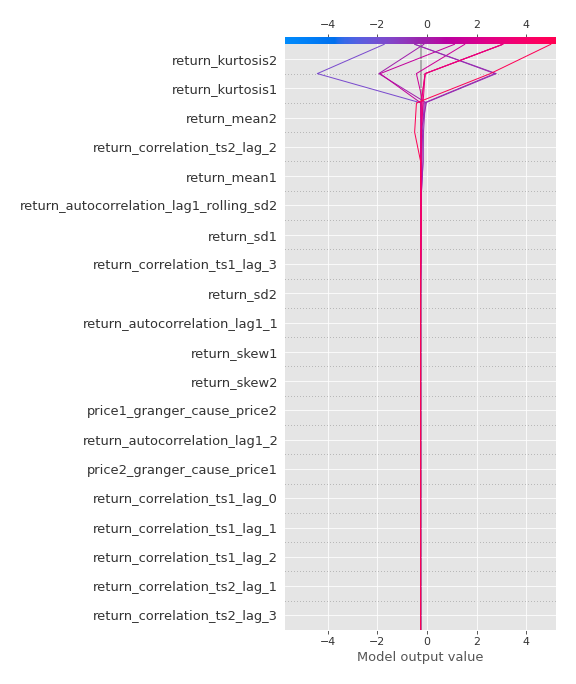 −4 −2 0 2 4
return_kurtosis2
return_kurtosis1
return_mean2
return_correlation_ts2_lag_2
return_mean1
return_autocorrelation_lag1_rolling_sd2
return_sd1
return_correlation_ts1_lag_3
return_sd2
return_autocorrelation_lag1_1
return_skew1
return_skew2
price1_granger_cause_price2
return_autocorrelation_lag1_2
price2_granger_cause_price1
return_correlation_ts1_lag_0
return_correlation_ts1_lag_1
return_correlation_ts1_lag_2
return_correlation_ts2_lag_1
return_correlation_ts2_lag_3
−4 −2 0 2 4
Model output value